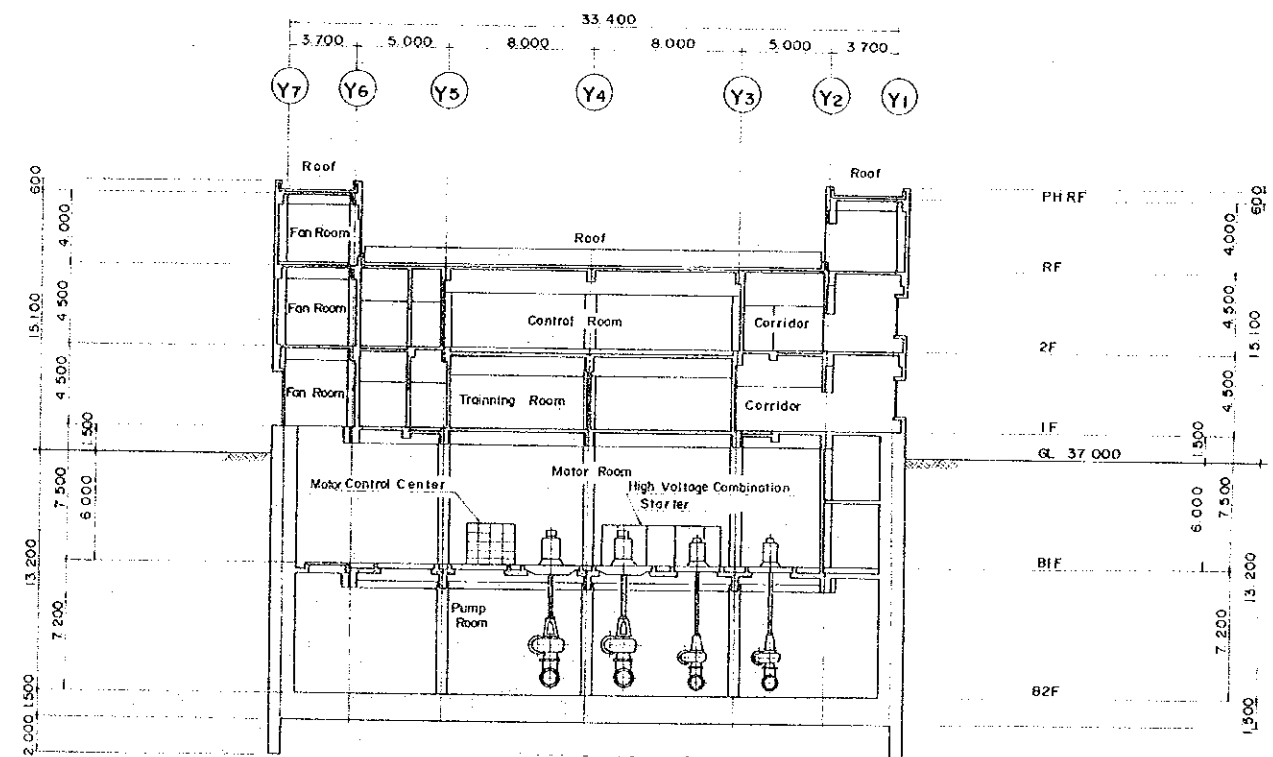 33.400
3.700 5.000 8.000 8.000 5.000 3 700
Y7 Y6 Y5 Y4 Y3 Y2 Y1
Roof
Roof
600
PH RF
600
4.000
Fan Room
4.000
Roof
RF
15.100
4 500
Fan Room
Control Room
Corridor
4.500
15 100
2F
4 500
Fan Room
Trainning Room
Corrider
4.500
1F
1.500
GL 37 000
1.500
7 500
6 000
Motor Room
Motor Control Center
High Voltage Combination
Starter
6.000
7.500
13.200
B1F
13 200
7 200
Pump
Room
7.200
1500
B2F
1,500
2.000